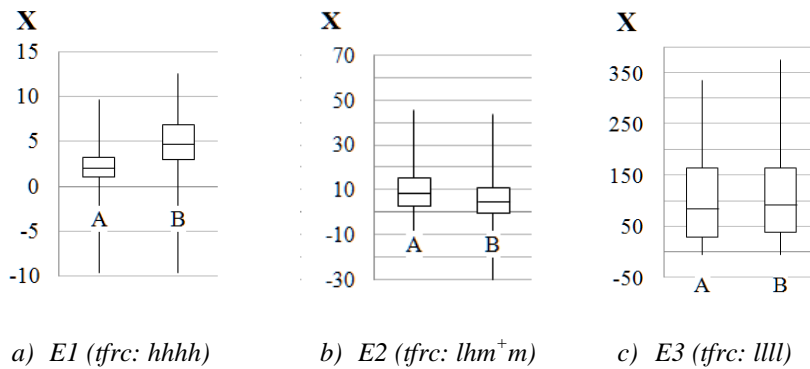 X
15
10
5
0
-5
-10
A B
a) E1 (tfrc: hhhh)
X
70
50
30
10
-10
-30
A B
b) E2 (tfrc: lhm⁺m)
X
350
250
150
50
-50
A B
c) E3 (tfrc: llll)